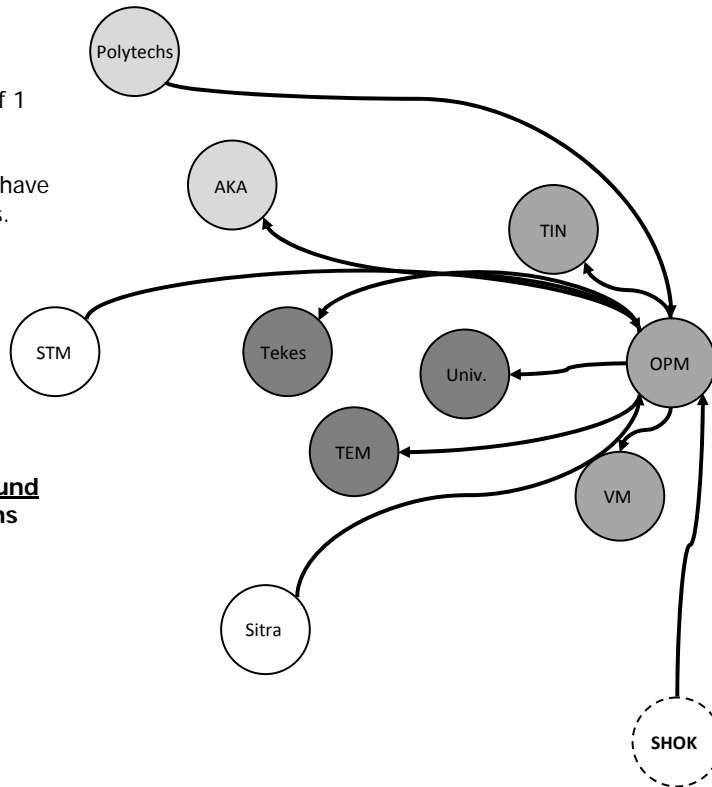 Polytechs
f 1
have
s.
AKA
TIN
STM
Tekes
Univ.
OPM
TEM
VM
und
ns
Sitra
SHOK